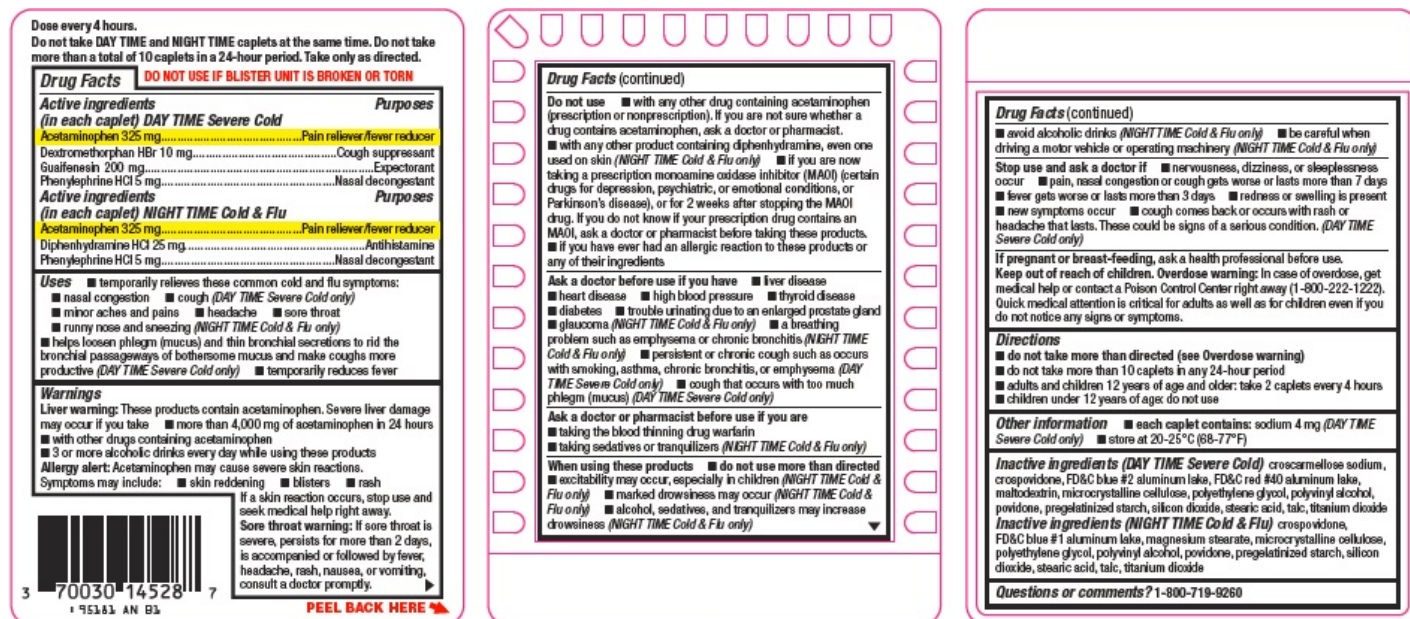 Dose every 4 hours.
Do not take DAY TIME and NIGHT TIME caplets at the same time. Do not take
more than a total of 10 caplets in a 24-hour period. Take only as directed.
Drug Facts DO NOT USE IF BLISTER UNIT IS BROKEN OR TORN
Active ingredients Purposes
(in each caplet) DAY TIME Severe Cold
Acetaminophen 325 mg....................................Pain reliever/fever reducer
Dextromethorphan HBr 10 mg....................................Cough suppressant
Guaifenesin 200 mg....................................Expectorant
Phenylephrine HCl 5 mg....................................Nasal decongestant
Active ingredients Purposes
(in each caplet) NIGHT TIME Cold & Flu
Acetaminophen 325 mg....................................Pain reliever/fever reducer
Diphenhydramine HCl 25 mg....................................Antihistamine
Phenylephrine HCl 5 mg....................................Nasal decongestant
Uses ■ temporarily relieves these common cold and flu symptoms:
■ nasal congestion ■ cough (DAY TIME Severe Cold only)
■ minor aches and pains ■ headache ■ sore throat
■ runny nose and sneezing (NIGHT TIME Cold & Flu only)
■ helps loosen phlegm (mucus) and thin bronchial secretions to rid the
bronchial passageways of bothersome mucus and make coughs more
productive (DAY TIME Severe Cold only) ■ temporarily reduces fever
Warnings
Liver warning: These products contain acetaminophen. Severe liver damage
may occur if you take ■ more than 4,000 mg of acetaminophen in 24 hours
■ with other drugs containing acetaminophen
■ 3 or more alcoholic drinks every day while using these products
Allergy alert: Acetaminophen may cause severe skin reactions.
Symptoms may include: ■ skin reddening ■ blisters ■ rash
If a skin reaction occurs, stop use and
seek medical help right away.
Sore throat warning: If sore throat is
severe, persists for more than 2 days,
is accompanied or followed by fever,
headache, rash, nausea, or vomiting,
consult a doctor promptly.
3 70030 14528 7
: 95181 AN B1
PEEL BACK HERE
Drug Facts (continued)
Do not use ■ with any other drug containing acetaminophen
(prescription or nonprescription). If you are not sure whether a
drug contains acetaminophen, ask a doctor or pharmacist.
■ with any other product containing diphenhydramine, even one
used on skin (NIGHT TIME Cold & Flu only) ■ if you are now
taking a prescription monoamine oxidase inhibitor (MAOI) (certain
drugs for depression, psychiatric, or emotional conditions, or
Parkinson's disease), or for 2 weeks after stopping the MAOI
drug. If you do not know if your prescription drug contains an
MAOI, ask a doctor or pharmacist before taking these products.
■ if you have ever had an allergic reaction to these products or
any of their ingredients
Ask a doctor before use if you have ■ liver disease
■ heart disease ■ high blood pressure ■ thyroid disease
■ diabetes ■ trouble urinating due to an enlarged prostate gland
■ glaucoma (NIGHT TIME Cold & Flu only) ■ a breathing
problem such as emphysema or chronic bronchitis (NIGHT TIME
Cold & Flu only) ■ persistent or chronic cough such as occurs
with smoking, asthma, chronic bronchitis, or emphysema (DAY
TIME Severe Cold only) ■ cough that occurs with too much
phlegm (mucus) (DAY TIME Severe Cold only)
Ask a doctor or pharmacist before use if you are
■ taking the blood thinning drug warfarin
■ taking sedatives or tranquilizers (NIGHT TIME Cold & Flu only)
When using these products ■ do not use more than directed
■ excitability may occur, especially in children (NIGHT TIME Cold &
Flu only) ■ marked drowsiness may occur (NIGHT TIME Cold &
Flu only) ■ alcohol, sedatives, and tranquilizers may increase
drowsiness (NIGHT TIME Cold & Flu only)
Drug Facts (continued)
■ avoid alcoholic drinks (NIGHT TIME Cold & Flu only) ■ be careful when
driving a motor vehicle or operating machinery (NIGHT TIME Cold & Flu only)
Stop use and ask a doctor if ■ nervousness, dizziness, or sleeplessness
occur ■ pain, nasal congestion or cough gets worse or lasts more than 7 days
■ fever gets worse or lasts more than 3 days ■ redness or swelling is present
■ new symptoms occur ■ cough comes back or occurs with rash or
headache that lasts. These could be signs of a serious condition. (DAY TIME
Severe Cold only)
If pregnant or breast-feeding, ask a health professional before use.
Keep out of reach of children. Overdose warning: In case of overdose, get
medical help or contact a Poison Control Center right away (1-800-222-1222).
Quick medical attention is critical for adults as well as for children even if you
do not notice any signs or symptoms.
Directions
■ do not take more than directed (see Overdose warning)
■ do not take more than 10 caplets in any 24-hour period
■ adults and children 12 years of age and older: take 2 caplets every 4 hours
■ children under 12 years of age: do not use
Other information ■ each caplet contains: sodium 4 mg (DAY TIME
Severe Cold only) ■ store at 20-25°C (68-77°F)
Inactive ingredients (DAY TIME Severe Cold) croscarmellose sodium,
crospovidone, FD&C blue #2 aluminum lake, FD&C red #40 aluminum lake,
maltodextrin, microcrystalline cellulose, polyethylene glycol, polyvinyl alcohol,
povidone, pregelatinized starch, silicon dioxide, stearic acid, talc, titanium dioxide
Inactive ingredients (NIGHT TIME Cold & Flu) crospovidone,
FD&C blue #1 aluminum lake, magnesium stearate, microcrystalline cellulose,
polyethylene glycol, polyvinyl alcohol, povidone, pregelatinized starch, silicon
dioxide, stearic acid, talc, titanium dioxide
Questions or comments? 1-800-719-9260